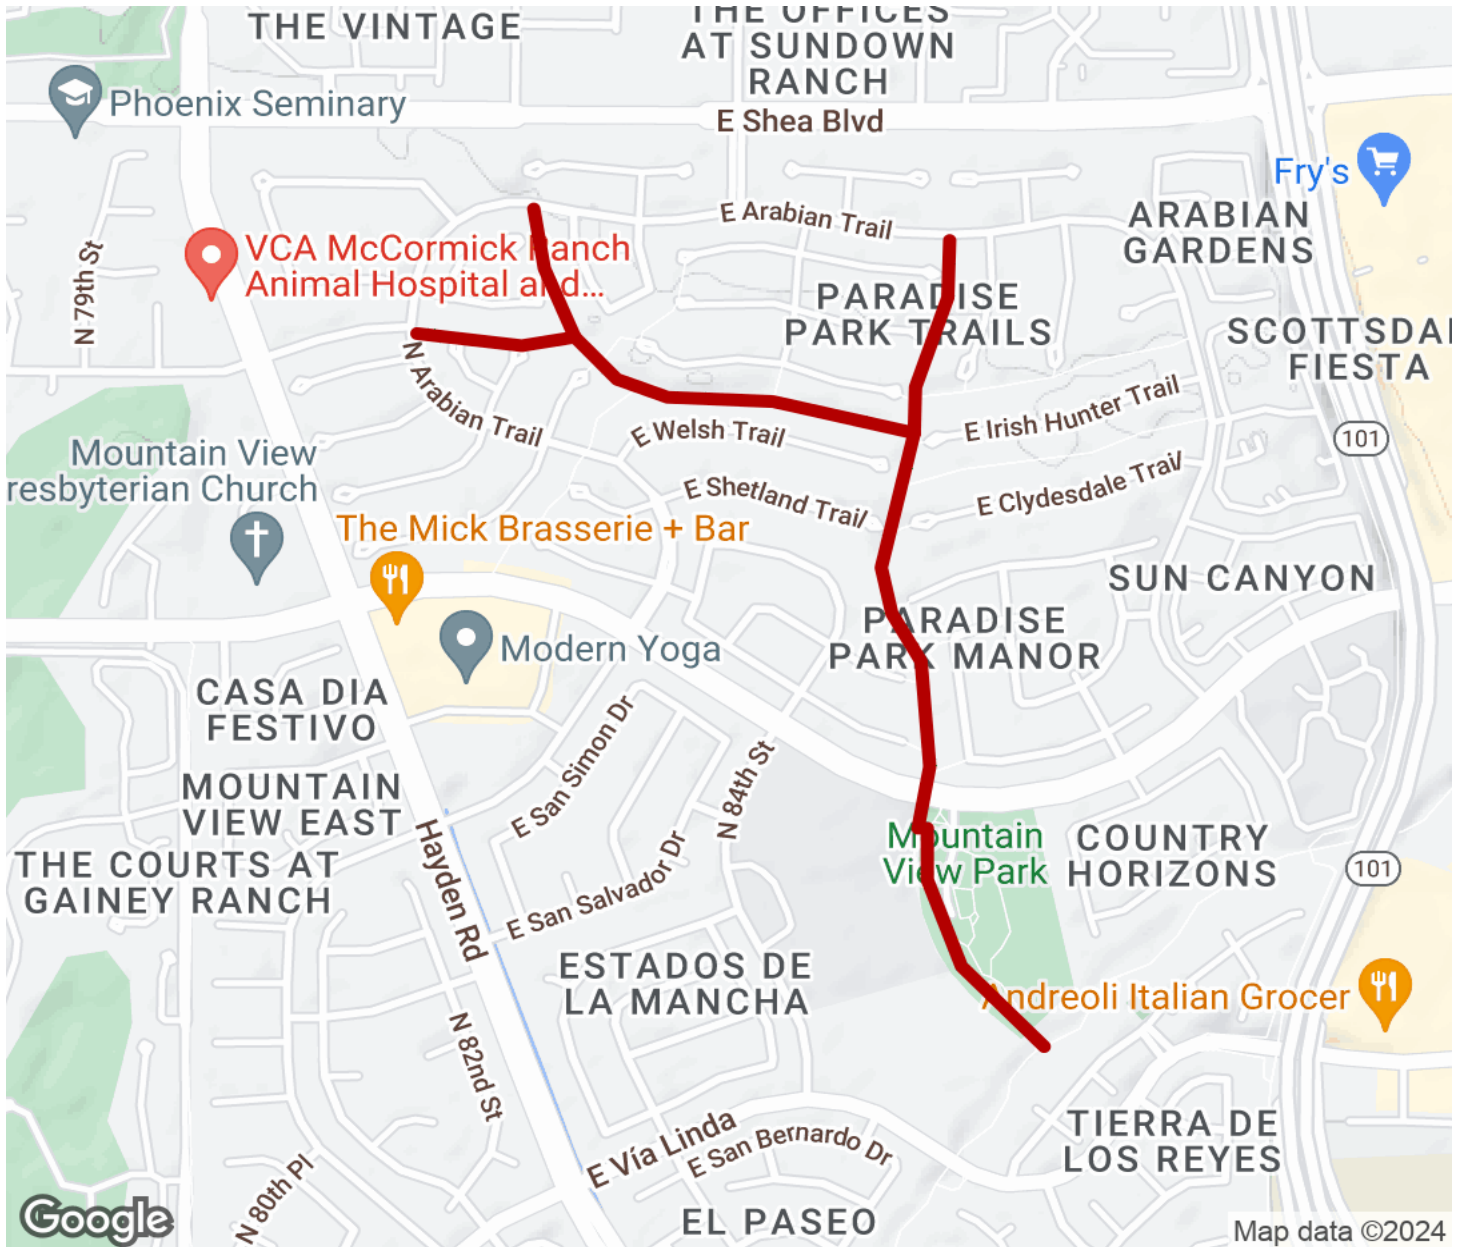 THE VINTAGE
THE OFFICES
AT SUNDOWN
RANCH
Phoenix Seminary
E Shea Blvd
Fry's
E Arabian Trail
ARABIAN
GARDENS
N 79th St
VCA McCormick Ranch
Animal Hospital and...
PARADISE
PARK TRAILS
SCOTTSDAL
FIESTA
N Arabian Trail
E Welsh Trail
E Irish Hunter Trail
101
Mountain View
resbyterian Church
E Shetland Trail
E Clydesdale Trail
The Mick Brasserie + Bar
SUN CANYON
PARADISE
PARK MANOR
Modern Yoga
CASA DIA
FESTIVO
E San Simon Dr
N 84th St
MOUNTAIN
VIEW EAST
Hayden Rd
Mountain
View Park
COUNTRY
HORIZONS
THE COURTS AT
GAINEY RANCH
101
E San Salvador Dr
ESTADOS DE
LA MANCHA
Andreoli Italian Grocer
N 82nd St
E Vía Linda
E San Bernardo Dr
TIERRA DE
LOS REYES
N 80th Pl
EL PASEO
Google
Map data ©2024